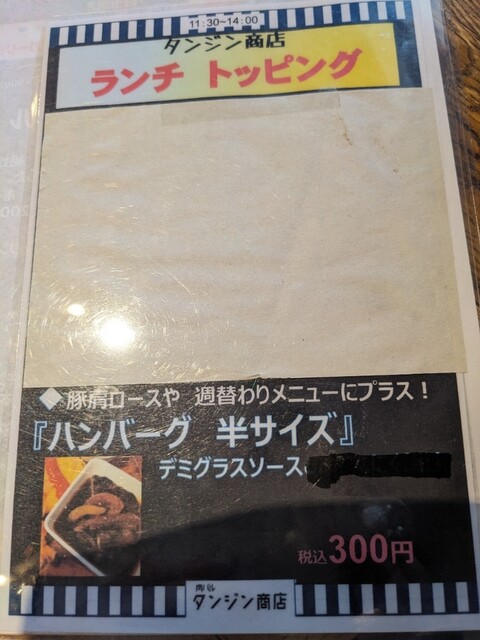 11:30~14:00
タンジン商店
ランチ トッピング
◆豚肩ロースや 週替わりメニューにプラス！
『ハンバーグ 半サイズ』
デミグラスソース
税込300円
タンジン商店